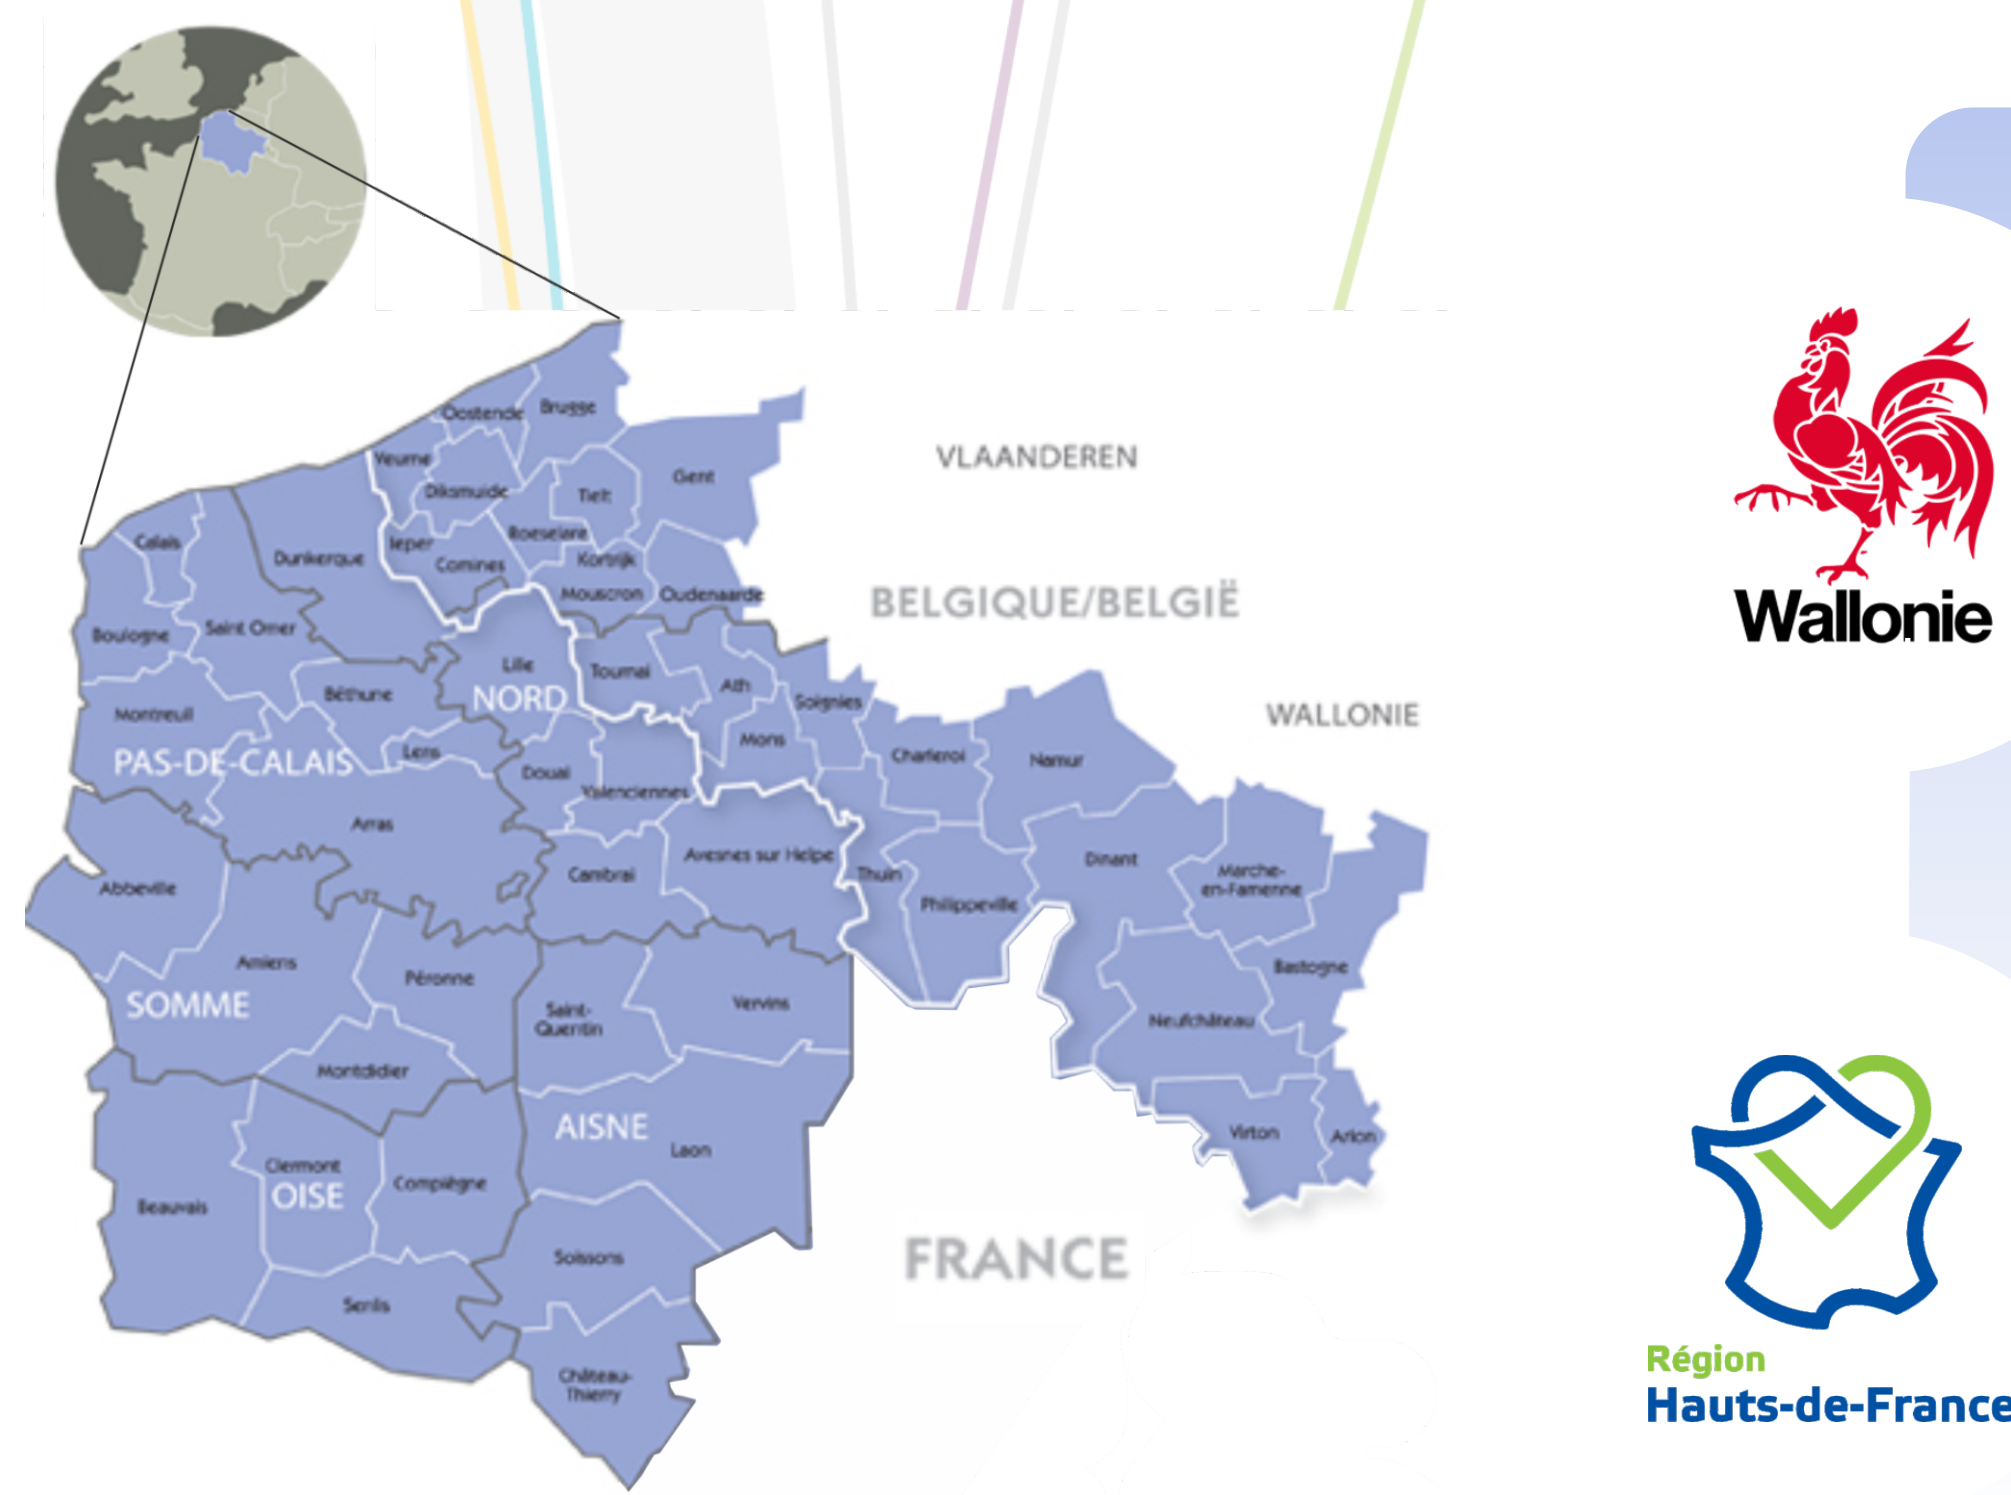 Oostende
Brugge
VLAANDEREN
Veurne
Gent
Diksmuide
Tielt
Roeselare
Calais
Ieper
Dunkerque
Comines
Kortrijk
Mouscron
Oudenaarde
BELGIQUE/BELGIË
Wallonie
Boulogne
Saint Omer
Lille
Tournai
Ath
NORD
Béthune
Soignies
Montreuil
WALLONIE
Mons
Lens
Charleroi
Namur
PAS-DE-CALAIS
Douai
Valenciennes
Arras
Avesnes sur Helpe
Dinant
Cambrai
Thuin
Marche-
en-Famenne
Abbeville
Philippeville
Amiens
Péronne
Bastogne
SOMME
Saint-
Quentin
Vervins
Neufchâteau
Montdidier
AISNE
Virton
Arlon
Laon
Clermont
OISE
Compiègne
Beauvais
Soissons
FRANCE
Senlis
Château-
Thierry
Région
Hauts-de-France